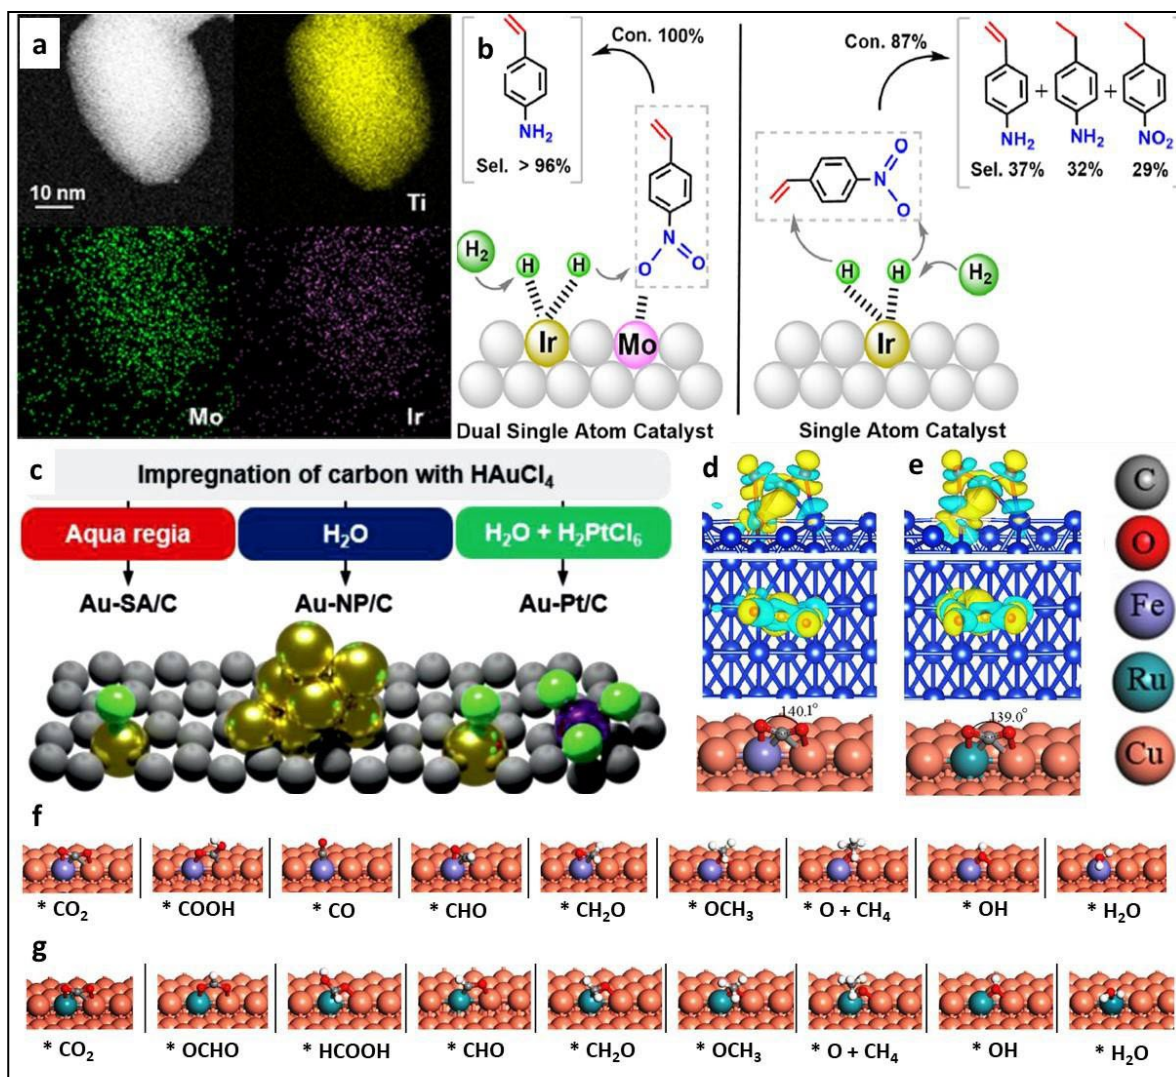 a
10 nm
Ti
Mo
Ir
b
Con. 100%
NH₂
Sel. > 96%
O
N
O
H₂
H
H
Ir
Mo
Dual Single Atom Catalyst
Con. 87%
+
+
NH₂
NH₂
NO₂
Sel. 37%
32%
29%
O
N
O
H
H
H₂
Ir
Single Atom Catalyst
c
Impregnation of carbon with HAuCl₄
Aqua regia
H₂O
H₂O + H₂PtCl₆
Au-SA/C
Au-NP/C
Au-Pt/C
d
140.1°
e
139.0°
C
O
Fe
Ru
Cu
f
* CO₂
* COOH
* CO
* CHO
* CH₂O
* OCH₃
* O + CH₄
* OH
* H₂O
g
* CO₂
* OCHO
* HCOOH
* CHO
* CH₂O
* OCH₃
* O + CH₄
* OH
* H₂O